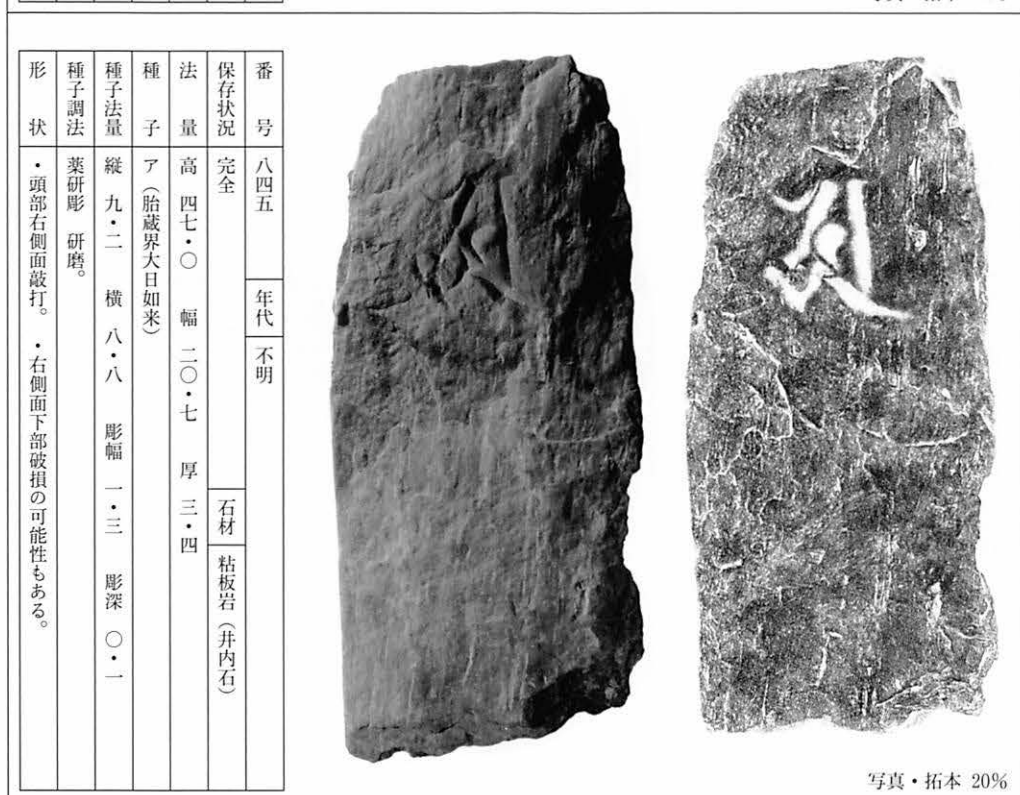 番号 八四五 年代 不明
保存状況 完全 石材 粘板岩（井内石）
法量 高 四七・〇 幅 二〇・七 厚 三・四
種子 ア（胎蔵界大日如来）
種子法量 縦 九・二 横 八・八 彫幅 一・三 彫深 〇・一
種子調法 薬研彫 研磨。
形状 ・頭部右側面敲打。 ・右側面下部破損の可能性もある。
写真・拓本 20%